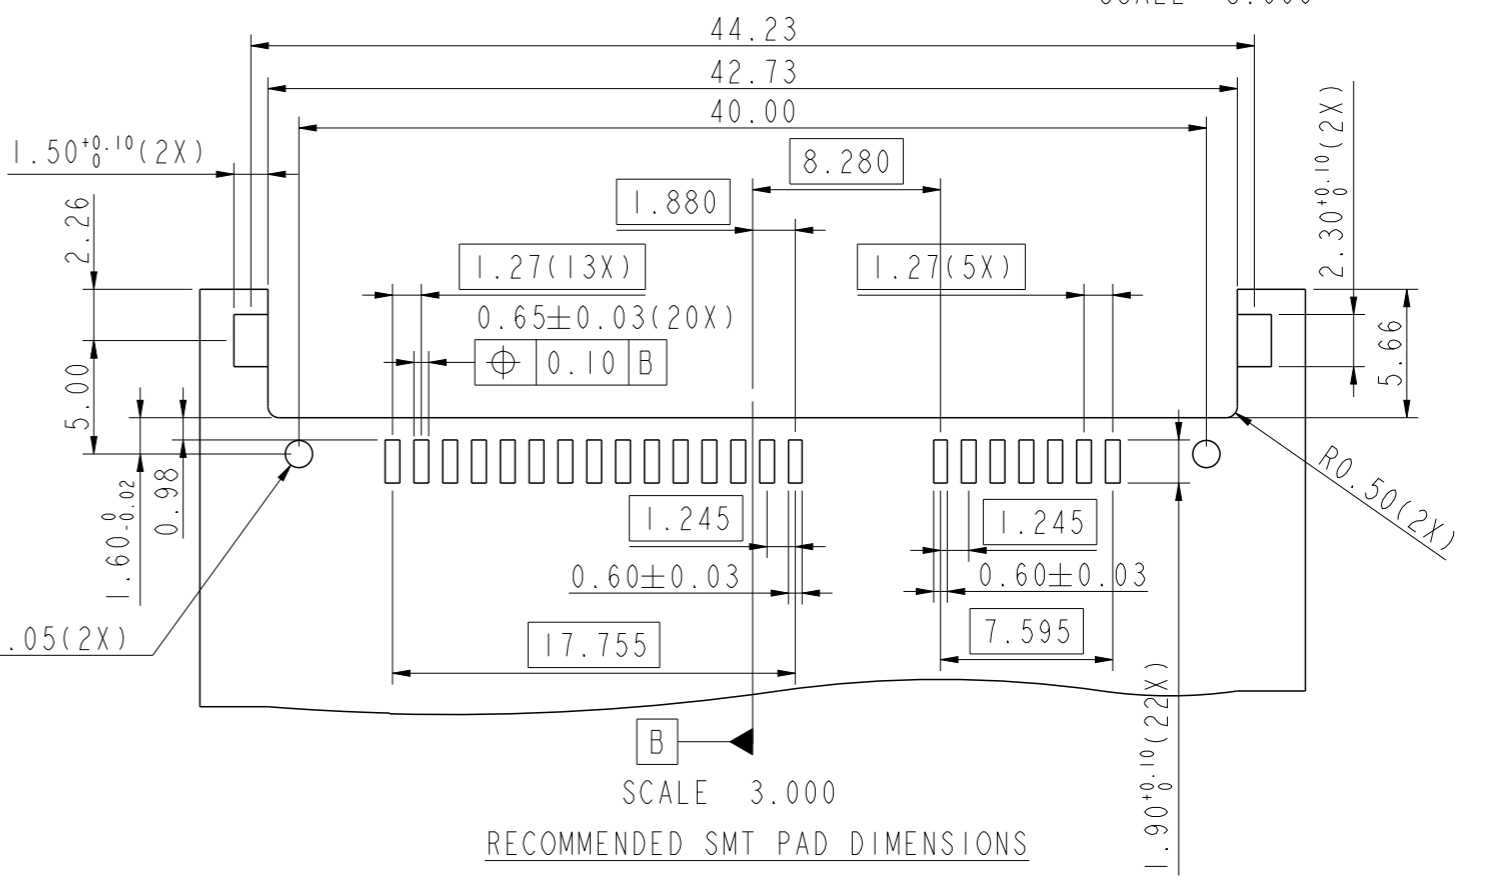 44.23
42.73
40.00
1.50 +0.10 0 (2X)
8.280
1.880
2.30 +0.10 0 (2X)
2.26
1.27(13X)
1.27(5X)
0.65±0.03(20X)
⌖ 0.10 B
5.66
5.00
1.60 0 -0.02
0.98
R0.50(2X)
1.245
1.245
0.60±0.03
0.60±0.03
.05(2X)
17.755
7.595
1.90 +0.10 0 (22X)
B
SCALE 3.000
RECOMMENDED SMT PAD DIMENSIONS